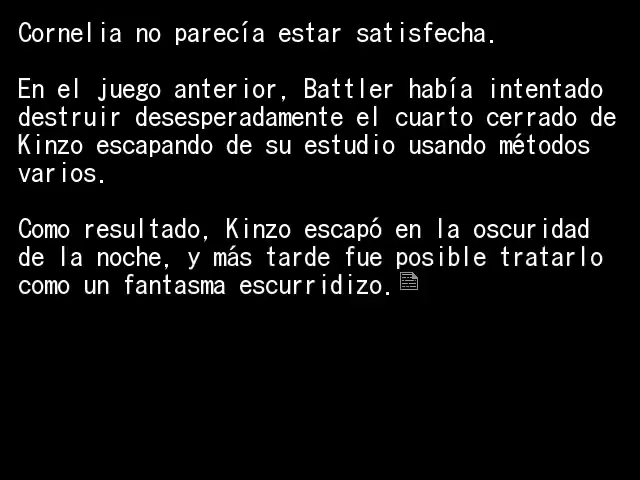 Cornelia no parecía estar satisfecha.
En el juego anterior, Battler había intentado
destruir desesperadamente el cuarto cerrado de
Kinzo escapando de su estudio usando métodos
varios.
Como resultado, Kinzo escapó en la oscuridad
de la noche, y más tarde fue posible tratarlo
como un fantasma escurridizo.